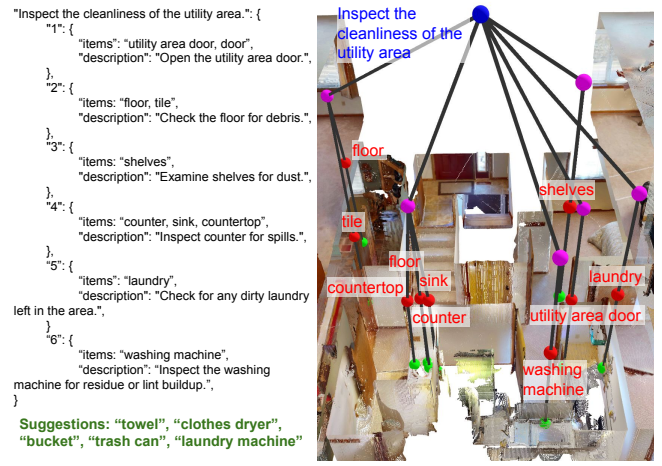 "Inspect the cleanliness of the utility area.": {
"1": {
"items”: “utility area door, door”,
"description": "Open the utility area door.",
},
"2": {
"items: “floor, tile”,
"description": "Check the floor for debris.",
},
"3": {
"items: “shelves”,
"description": "Examine shelves for dust.",
},
"4": {
"items: “counter, sink, countertop”,
"description": "Inspect counter for spills.",
},
“5”: {
“items”: “laundry”,
"description": "Check for any dirty laundry
left in the area.",
}
“6”: {
“items: “washing machine”,
“description”: “Inspect the washing
machine for residue or lint buildup.”,
}
Suggestions: “towel”, “clothes dryer”,
“bucket”, “trash can”, “laundry machine”
Inspect the
cleanliness of the
utility area
floor
shelves
tile
floor
countertop
sink
laundry
counter
utility area door
washing
machine